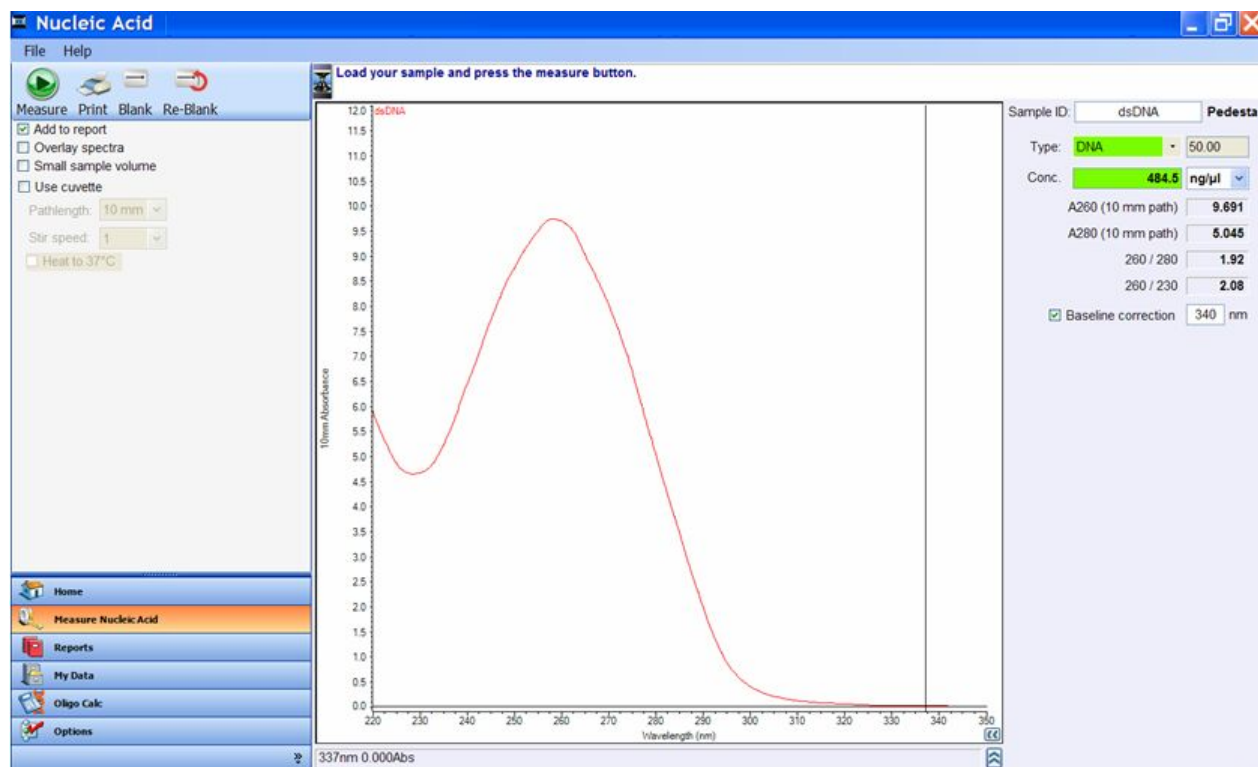 Nucleic Acid
File Help
Measure Print Blank Re-Blank
Add to report
Overlay spectra
Small sample volume
Use cuvette
Pathlength: 10 mm
Stir speed: 1
Heat to 37°C
Home
Measure Nucleic Acid
Reports
My Data
Oligo Calc
Options
Load your sample and press the measure button.
dsDNA
12.0
11.5
11.0
10.5
10.0
9.5
9.0
8.5
8.0
7.5
7.0
6.5
6.0
5.5
5.0
4.5
4.0
3.5
3.0
2.5
2.0
1.5
1.0
0.5
0.0
10mm Absorbance
220 230 240 250 260 270 280 290 300 310 320 330 340 350
Wavelength (nm)
337nm 0.000Abs
Sample ID: dsDNA Pedesta
Type: DNA 50.00
Conc. 484.5 ng/µl
A260 (10 mm path) 9.691
A280 (10 mm path) 5.045
260 / 280 1.92
260 / 230 2.08
Baseline correction 340 nm